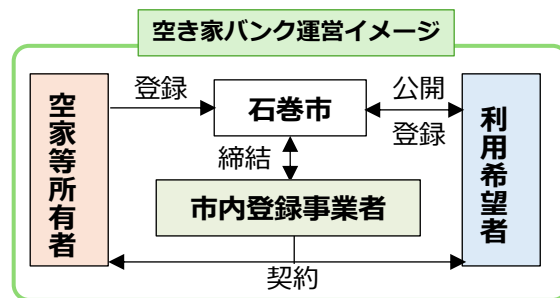 空き家バンク運営イメージ
空家等所有者
登録
石巻市
公開
登録
利用希望者
締結
市内登録事業者
契約